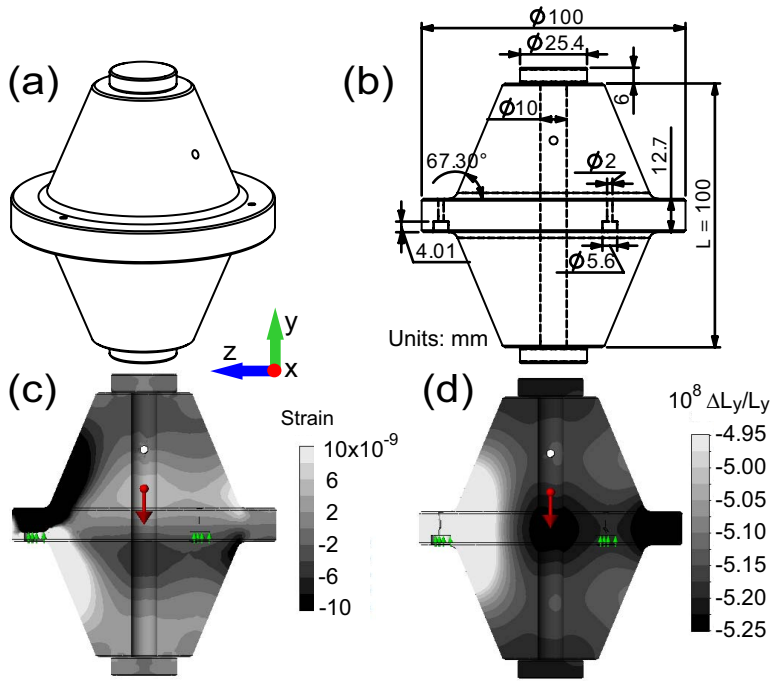 (a)
(b)
ϕ100
ϕ25.4
6
ϕ10
67.30°
ϕ2
12.7
L = 100
4.01
ϕ5.6
Units: mm
y
z
x
(c)
Strain
10x10-9
6
2
-2
-6
-10
(d)
10⁸ ΔLy/Ly
-4.95
-5.00
-5.05
-5.10
-5.15
-5.20
-5.25